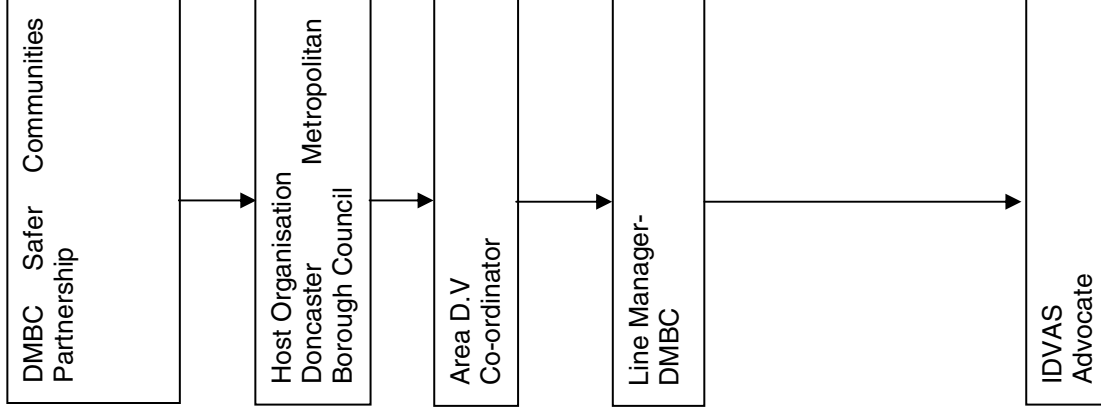 DMBC Safer Communities
Partnership
Host Organisation
Doncaster Metropolitan
Borough Council
Area D.V
Co-ordinator
Line Manager-
DMBC
IDVAS
Advocate